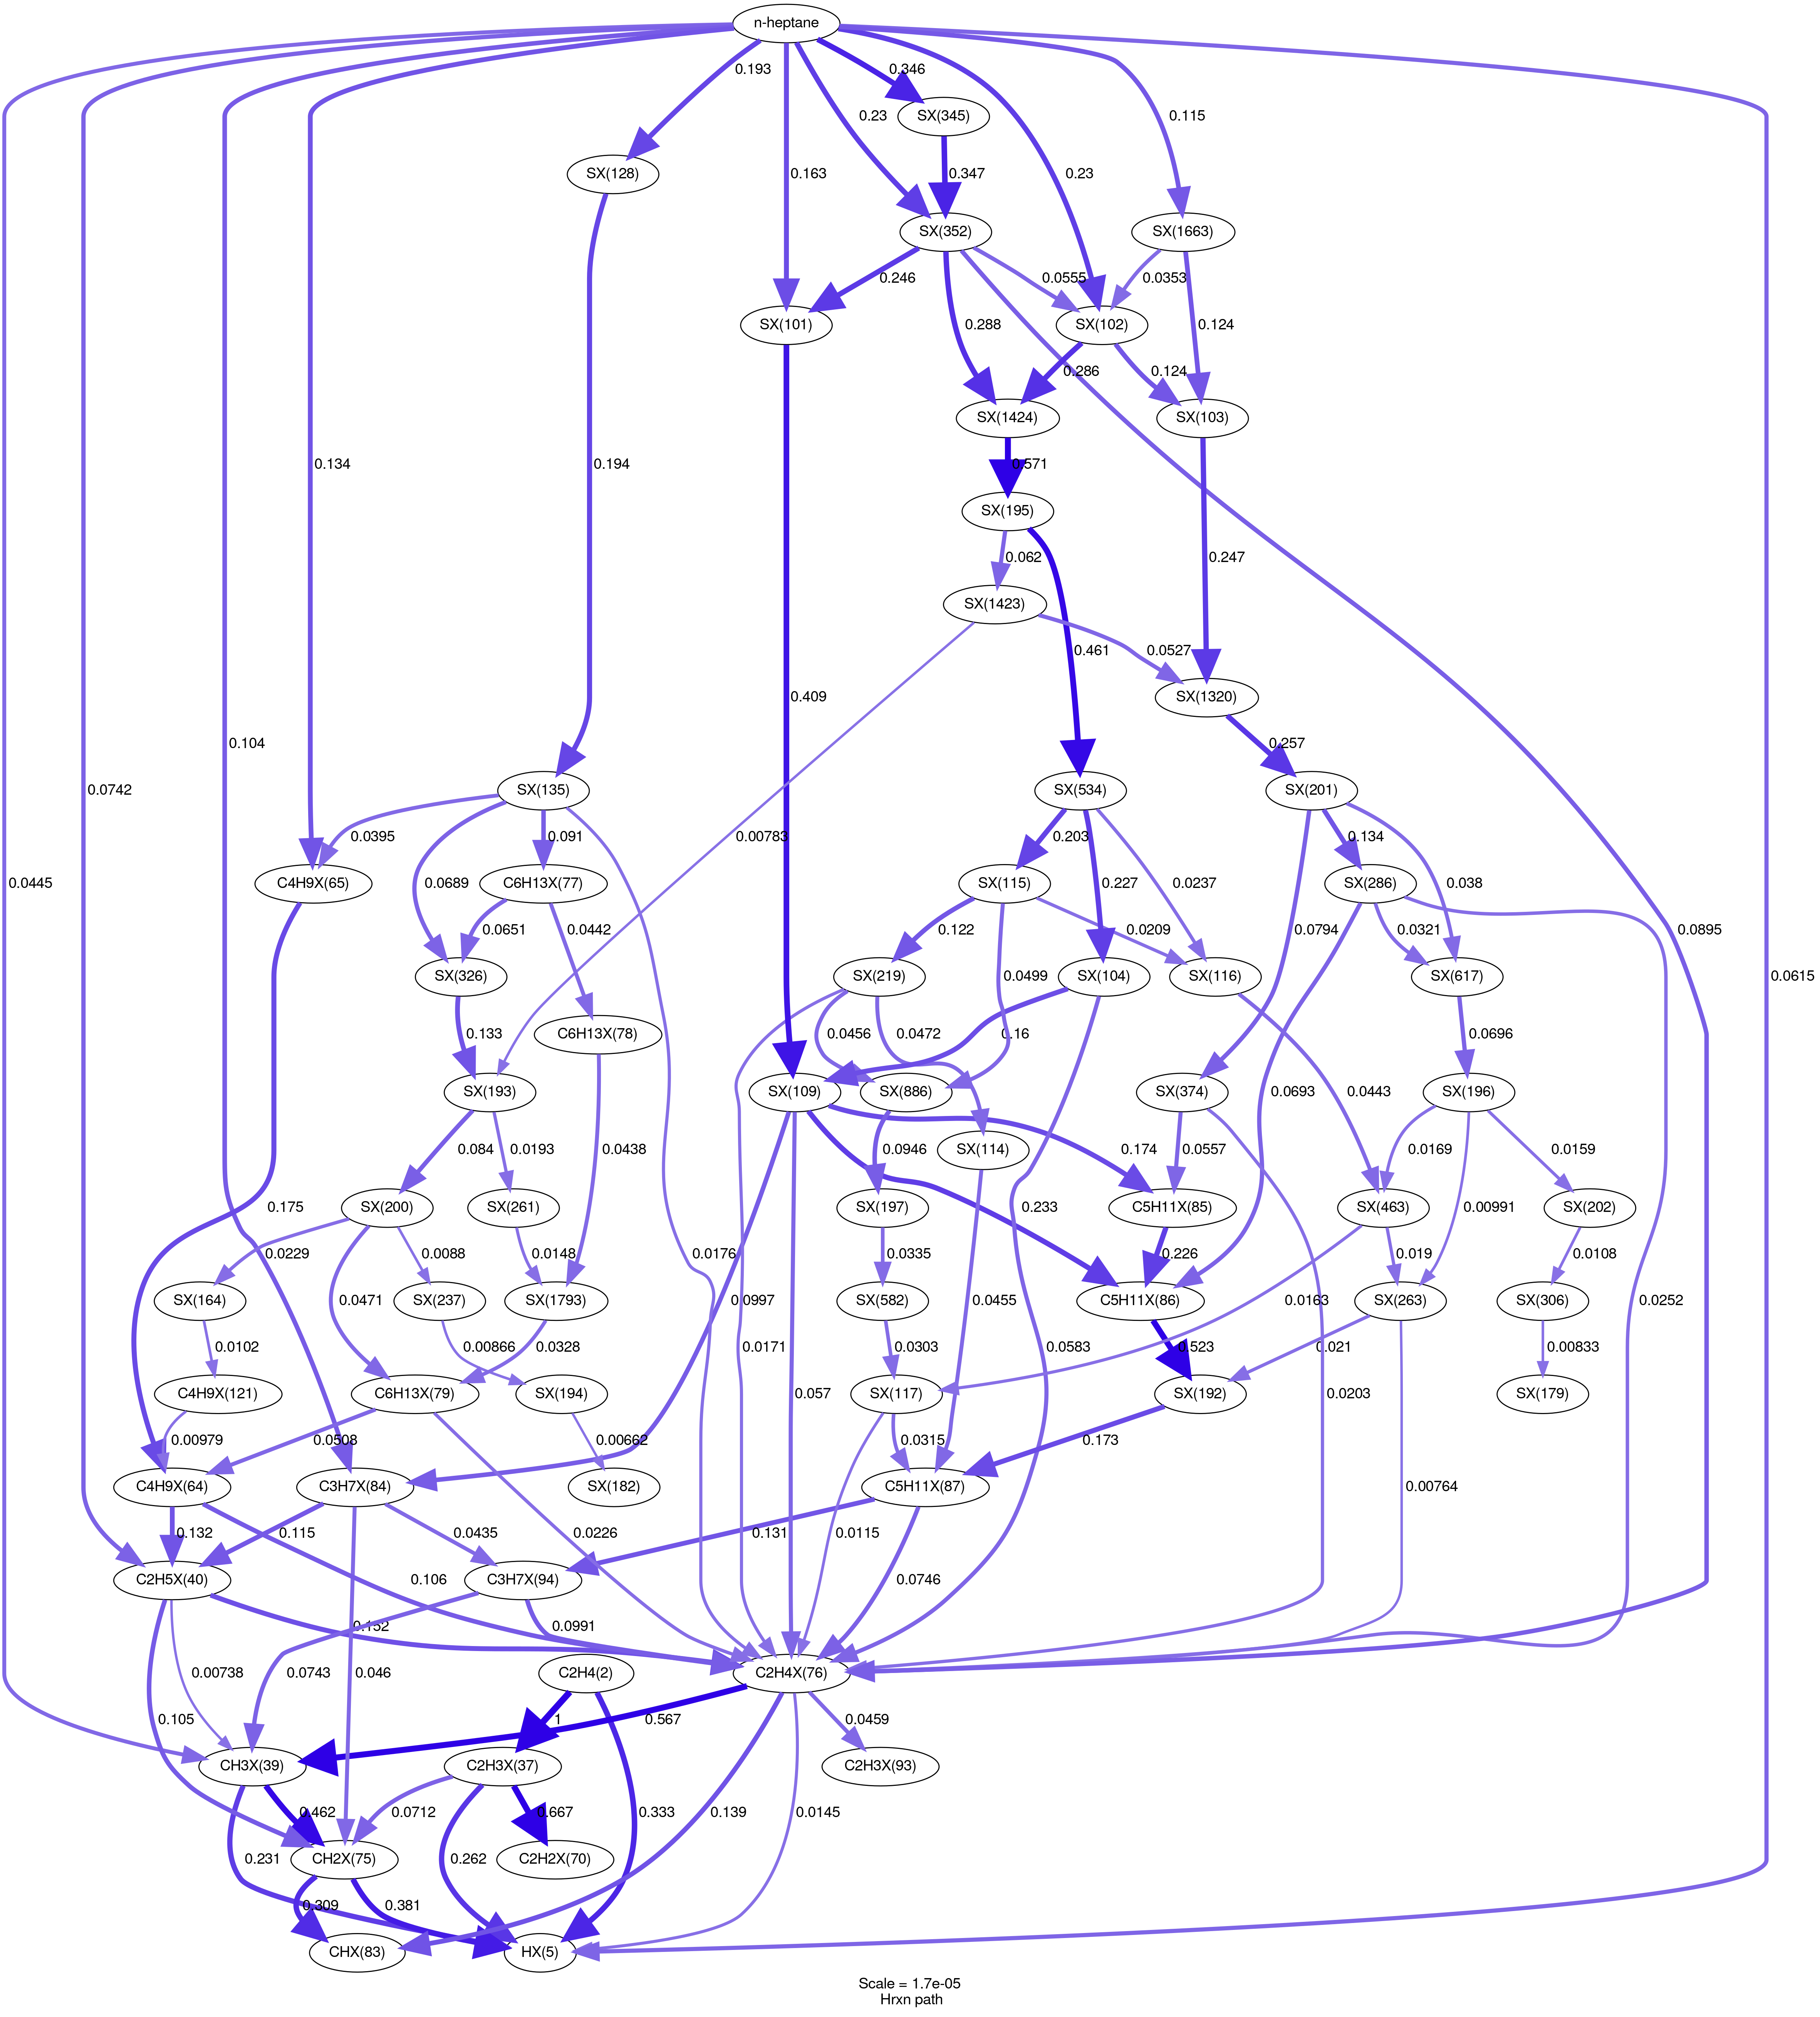 n-heptane
0.193
0.346
SX(345)
0.23
0.115
SX(128)
0.163
0.347
0.23
SX(352)
SX(1663)
0.246
0.0555
0.0353
SX(101)
0.288
SX(102)
0.124
0.286
0.124
SX(1424)
SX(103)
0.134
0.194
0.571
SX(195)
0.062
0.247
SX(1423)
0.461
0.0527
0.409
SX(1320)
0.104
0.257
0.0742
SX(135)
SX(534)
SX(201)
0.0395
0.091
0.00783
0.203
0.134
C4H9X(65)
0.0689
C6H13X(77)
SX(115)
0.227
0.0237
SX(286)
0.038
0.0445
0.0651
0.0442
0.122
0.0209
0.0794
0.0321
0.0895
0.0615
SX(326)
SX(219)
0.0499
SX(104)
SX(116)
SX(617)
0.133
C6H13X(78)
0.0456
0.0472
0.16
0.0696
SX(193)
SX(109)
SX(886)
SX(374)
0.0693
0.0443
SX(196)
0.084
0.0193
0.0438
0.0946
SX(114)
0.174
0.0557
0.0169
0.0159
SX(200)
SX(261)
SX(197)
C5H11X(85)
SX(463)
SX(202)
0.175
0.0229
0.0088
0.0148
0.0176
0.233
0.226
0.019
0.00991
0.0108
SX(164)
0.0471
SX(237)
SX(1793)
0.0997
0.0171
0.0335
SX(582)
0.0455
0.0583
C5H11X(86)
0.0163
SX(263)
SX(306)
0.0252
0.0102
0.00866
0.0328
0.057
0.0303
0.523
0.021
0.00833
C4H9X(121)
C6H13X(79)
SX(194)
SX(117)
0.0203
SX(192)
SX(179)
0.00979
0.0508
0.00662
0.0315
0.173
C4H9X(64)
C3H7X(84)
SX(182)
C5H11X(87)
0.00764
0.132
0.115
0.0435
0.0226
0.131
0.0115
C2H5X(40)
C3H7X(94)
0.106
0.0746
0.152
0.0991
C2H4(2)
C2H4X(76)
0.105
0.00738
0.0743
0.046
1
0.567
0.0459
CH3X(39)
C2H3X(37)
C2H3X(93)
0.462
0.0712
0.667
0.333
0.139
0.0145
0.231
CH2X(75)
0.262
C2H2X(70)
0.309
0.381
CHX(83)
HX(5)
Scale = 1.7e-05
Hrxn path